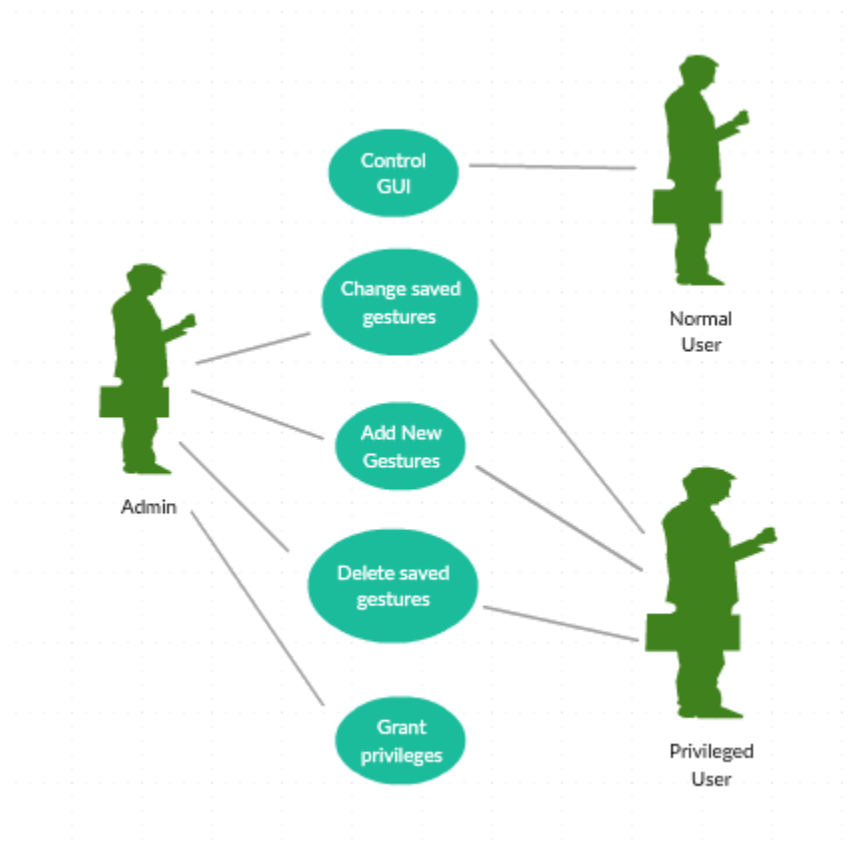 Control
GUI
Change saved
gestures
Add New
Gestures
Delete saved
gestures
Grant
privileges
Admin
Normal
User
Privileged
User